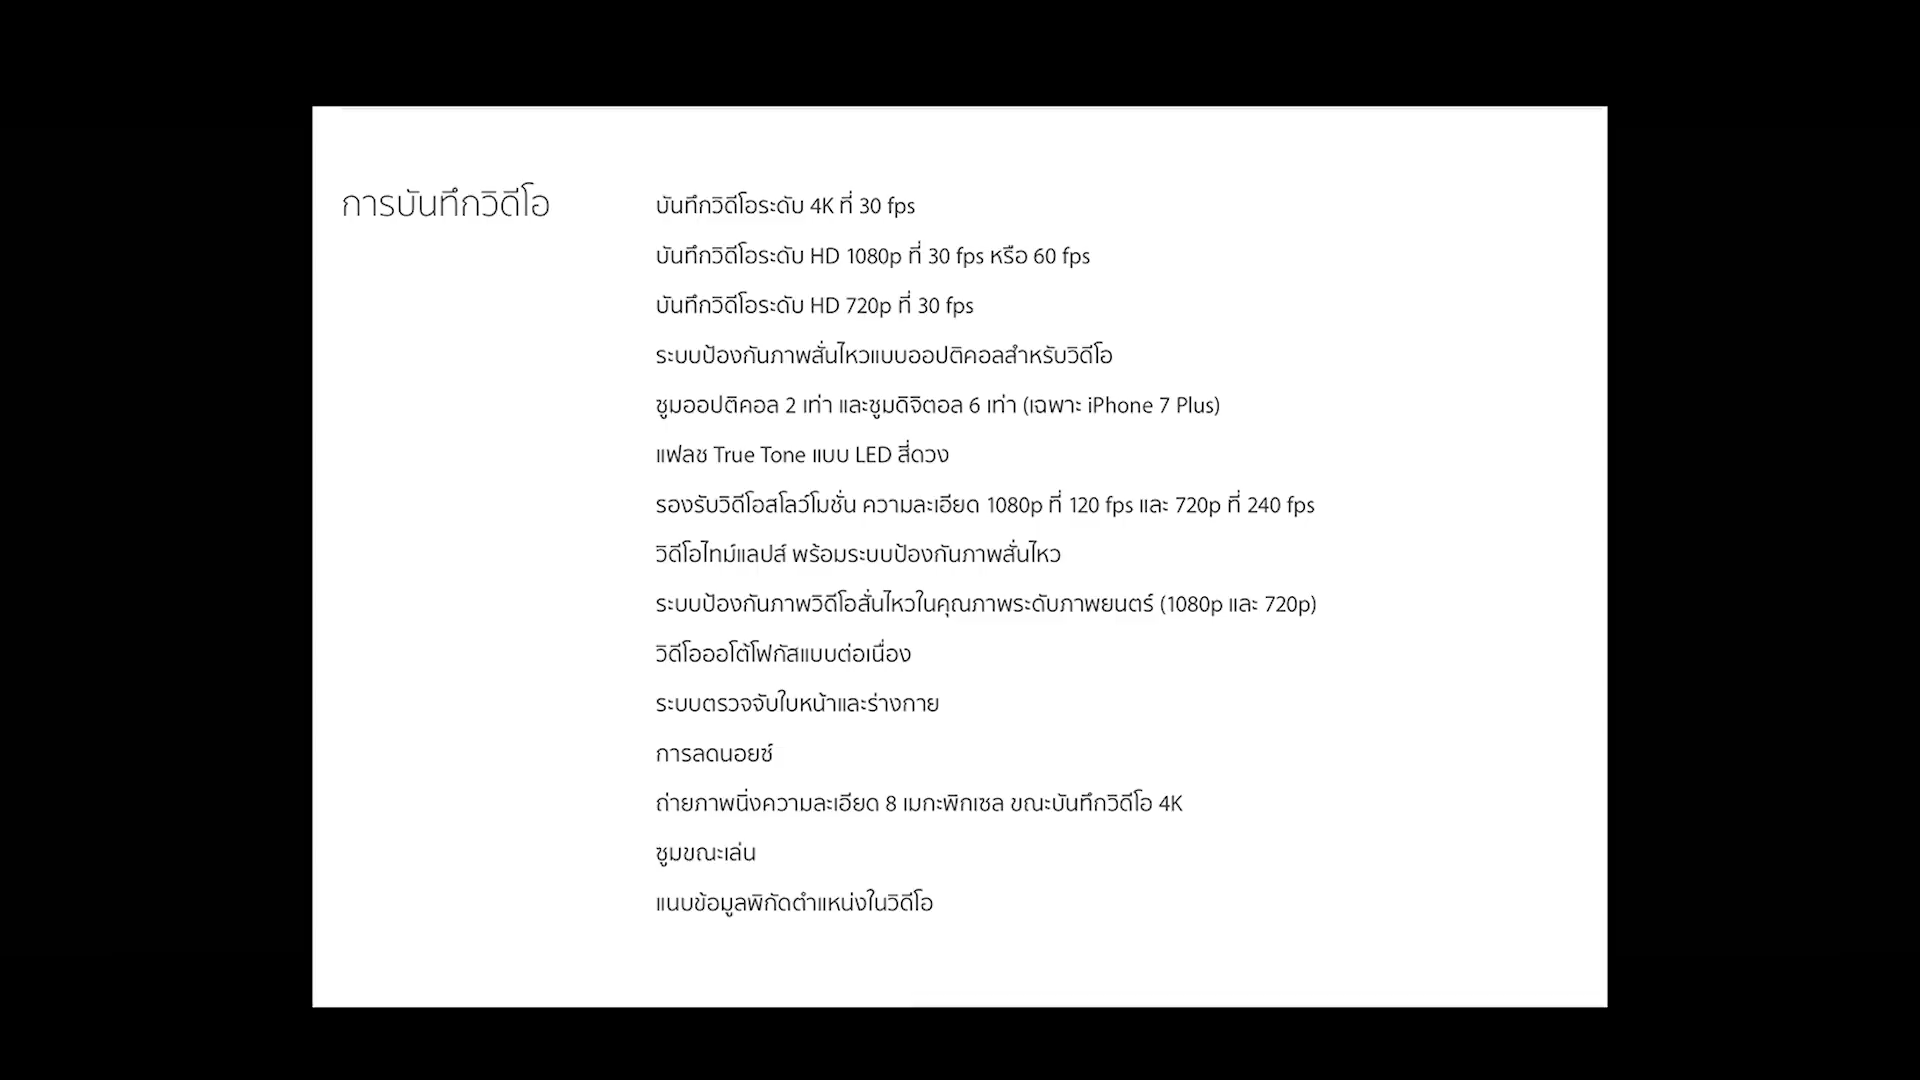 การบันทึกวิดีโอ
บันทึกวิดีโอระดับ 4K ที่ 30 fps
บันทึกวิดีโอระดับ HD 1080p ที่ 30 fps หรือ 60 fps
บันทึกวิดีโอระดับ HD 720p ที่ 30 fps
ระบบป้องกันภาพสั่นไหวแบบออปติคอลสำหรับวิดีโอ
ซูมออปติคอล 2 เท่า และซูมดิจิตอล 6 เท่า (เฉพาะ iPhone 7 Plus)
แฟลช True Tone แบบ LED สี่ดวง
รองรับวิดีโอสโลว์โมชั่น ความละเอียด 1080p ที่ 120 fps และ 720p ที่ 240 fps
วิดีโอไทม์แลปส์ พร้อมระบบป้องกันภาพสั่นไหว
ระบบป้องกันภาพวิดีโอสั่นไหวในคุณภาพระดับภาพยนตร์ (1080p และ 720p)
วิดีโอออโต้โฟกัสแบบต่อเนื่อง
ระบบตรวจจับใบหน้าและร่างกาย
การลดนอยซ์
ถ่ายภาพนิ่งความละเอียด 8 เมกะพิกเซล ขณะบันทึกวิดีโอ 4K
ซูมขณะเล่น
แนบข้อมูลพิกัดตำแหน่งในวิดีโอ